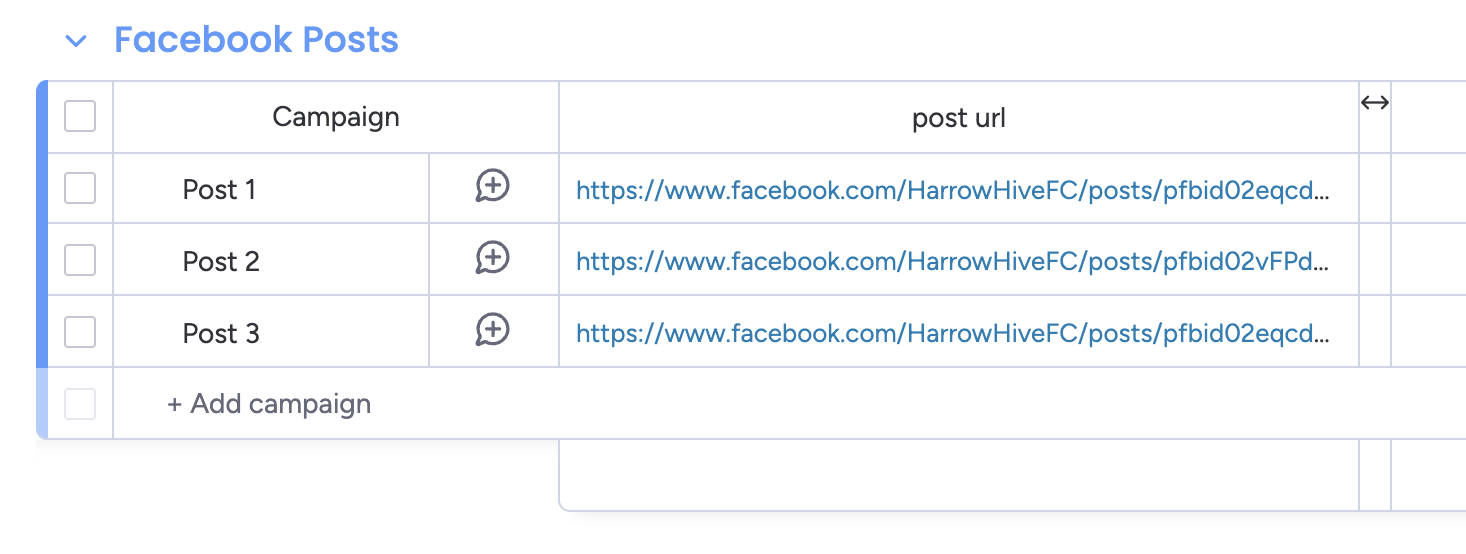 Facebook Posts
Campaign post url
Post 1 https://www.facebook.com/HarrowHiveFC/posts/pfbid02eqcd...
Post 2 https://www.facebook.com/HarrowHiveFC/posts/pfbid02vFPd...
Post 3 https://www.facebook.com/HarrowHiveFC/posts/pfbid02eqcd...
+ Add campaign